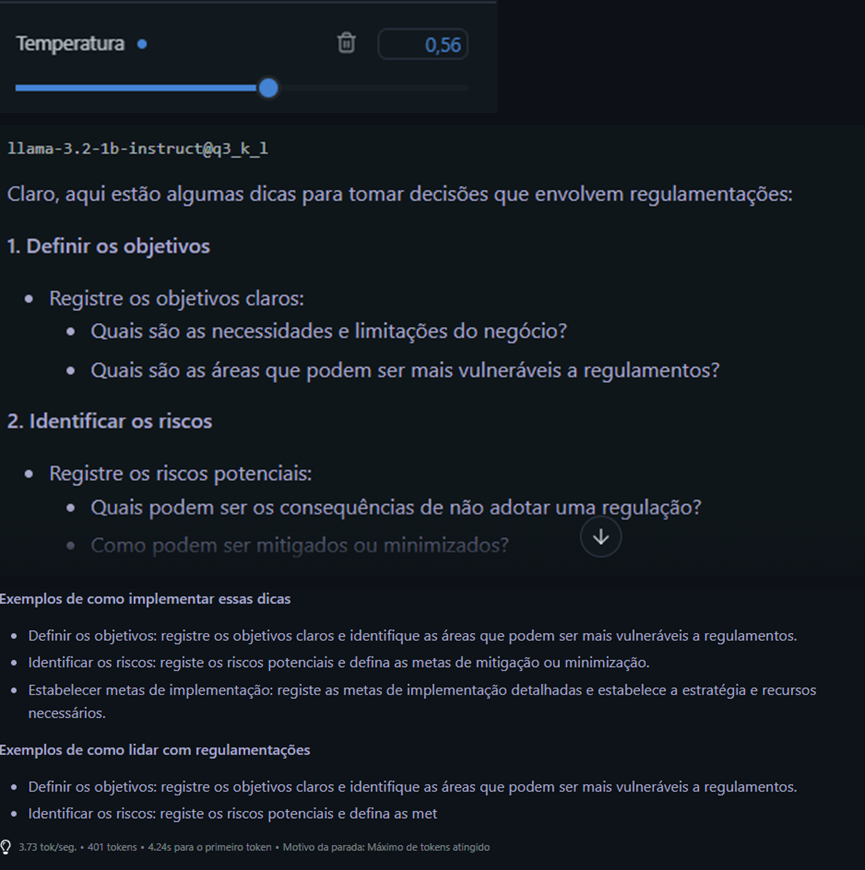 Temperatura
0,56
llama-3.2-1b-instruct@q3_k_l
Claro, aqui estão algumas dicas para tomar decisões que envolvem regulamentações:
1. Definir os objetivos
• Registre os objetivos claros:
• Quais são as necessidades e limitações do negócio?
• Quais são as áreas que podem ser mais vulneráveis a regulamentos?
2. Identificar os riscos
• Registre os riscos potenciais:
• Quais podem ser os consequências de não adotar uma regulação?
• Como podem ser mitigados ou minimizados?
Exemplos de como implementar essas dicas
• Definir os objetivos: registre os objetivos claros e identifique as áreas que podem ser mais vulneráveis a regulamentos.
• Identificar os riscos: registe os riscos potenciais e defina as metas de mitigação ou minimização.
• Estabelecer metas de implementação: registe as metas de implementação detalhadas e estabelece a estratégia e recursos
necessários.
Exemplos de como lidar com regulamentações
• Definir os objetivos: registre os objetivos claros e identifique as áreas que podem ser mais vulneráveis a regulamentos.
• Identificar os riscos: registe os riscos potenciais e defina as met
3.73 tok/seg. • 401 tokens • 4.24s para o primeiro token • Motivo da parada: Máximo de tokens atingido